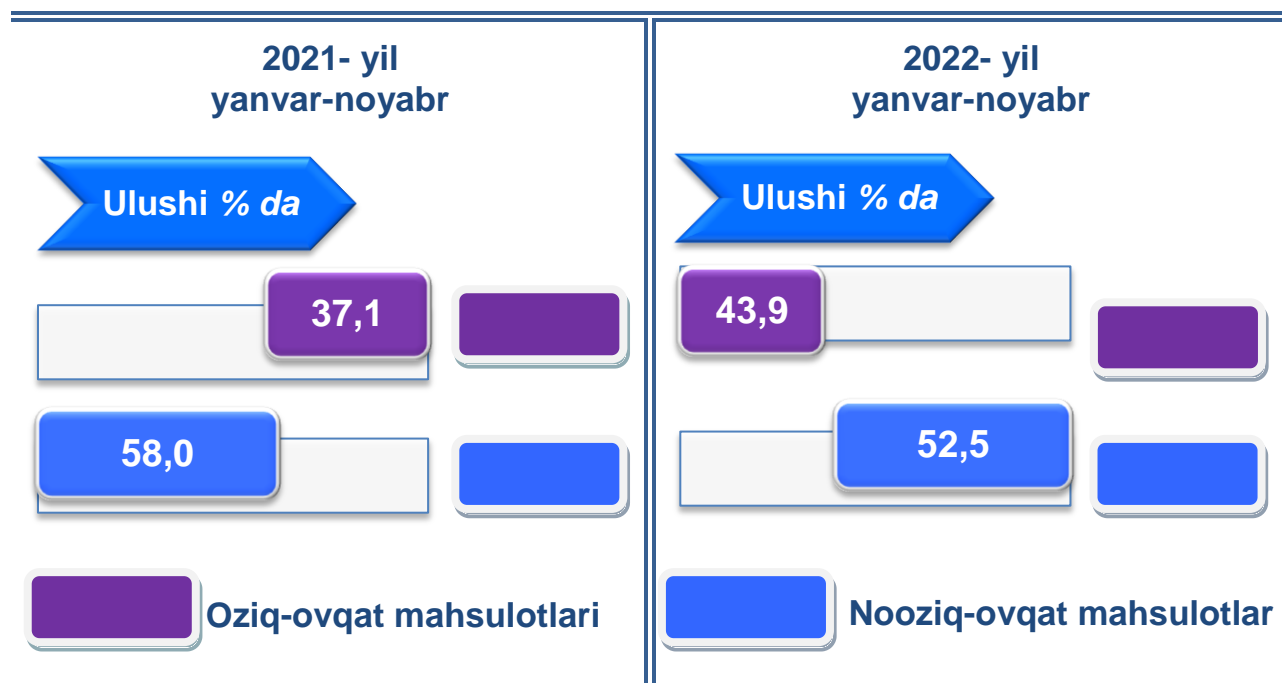 2021- yil
yanvar-noyabr
Ulushi % da
37,1
58,0
2022- yil
yanvar-noyabr
Ulushi % da
43,9
52,5
Oziq-ovqat mahsulotlari
Nooziq-ovqat mahsulotlar